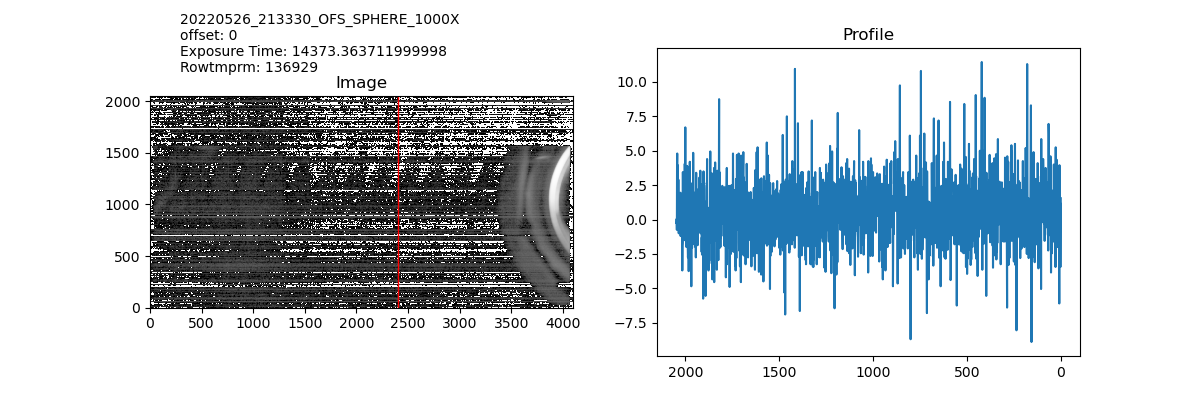 20220526_213330_OFS_SPHERE_1000X
offset: 0
Exposure Time: 14373.363711999998
Rowtmprm: 136929
Image
2000
1500
1000
500
0
0 500 1000 1500 2000 2500 3000 3500 4000
Profile
10.0
7.5
5.0
2.5
0.0
−2.5
−5.0
−7.5
2000 1500 1000 500 0